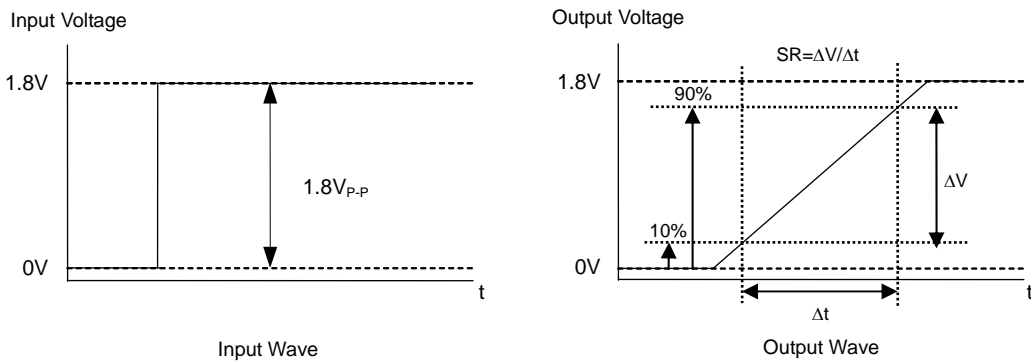 Input Voltage
1.8V
1.8V_P-P
0V
t
Input Wave
Output Voltage
SR=ΔV/Δt
1.8V
90%
ΔV
10%
0V
t
Δt
Output Wave